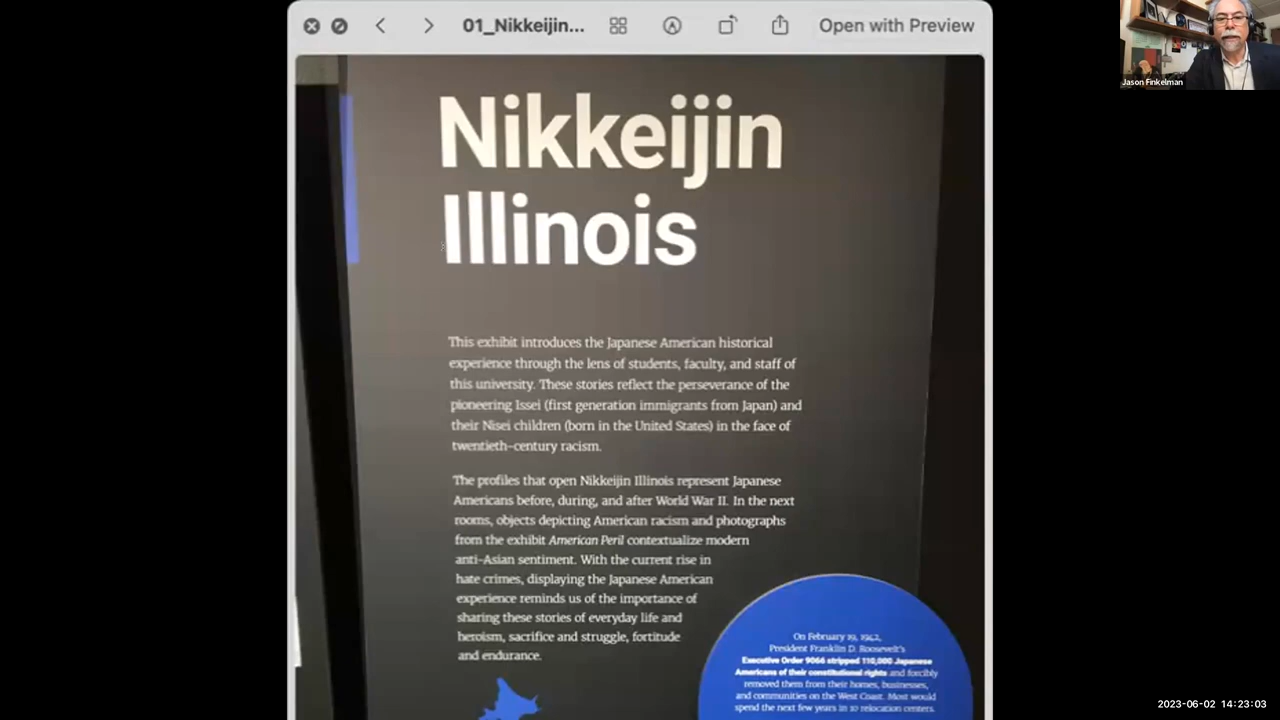 01_Nikkeijin...
Open with Preview
Jason Finkelman
Nikkeijin
Illinois
This exhibit introduces the Japanese American historical
experience through the lens of students, faculty, and staff of
this university. These stories reflect the perseverance of the
pioneering Issei (first generation immigrants from Japan) and
their Nisei children (born in the United States) in the face of
twentieth-century racism.
The profiles that open Nikkeijin Illinois represent Japanese
Americans before, during, and after World War II. In the next
rooms, objects depicting American racism and photographs
from the exhibit American Peril contextualize modern
anti-Asian sentiment. With the current rise in
hate crimes, displaying the Japanese American
experience reminds us of the importance of
sharing these stories of everyday life and
heroism, sacrifice and struggle, fortitude
and endurance.
On February 19, 1942,
President Franklin D. Roosevelt's
Executive Order 9066 stripped 110,000 Japanese
Americans of their constitutional rights and forcibly
removed them from their homes, businesses,
and communities on the West Coast. Most would
spend the next few years in 10 relocation centers.
2023-06-02 14:23:03